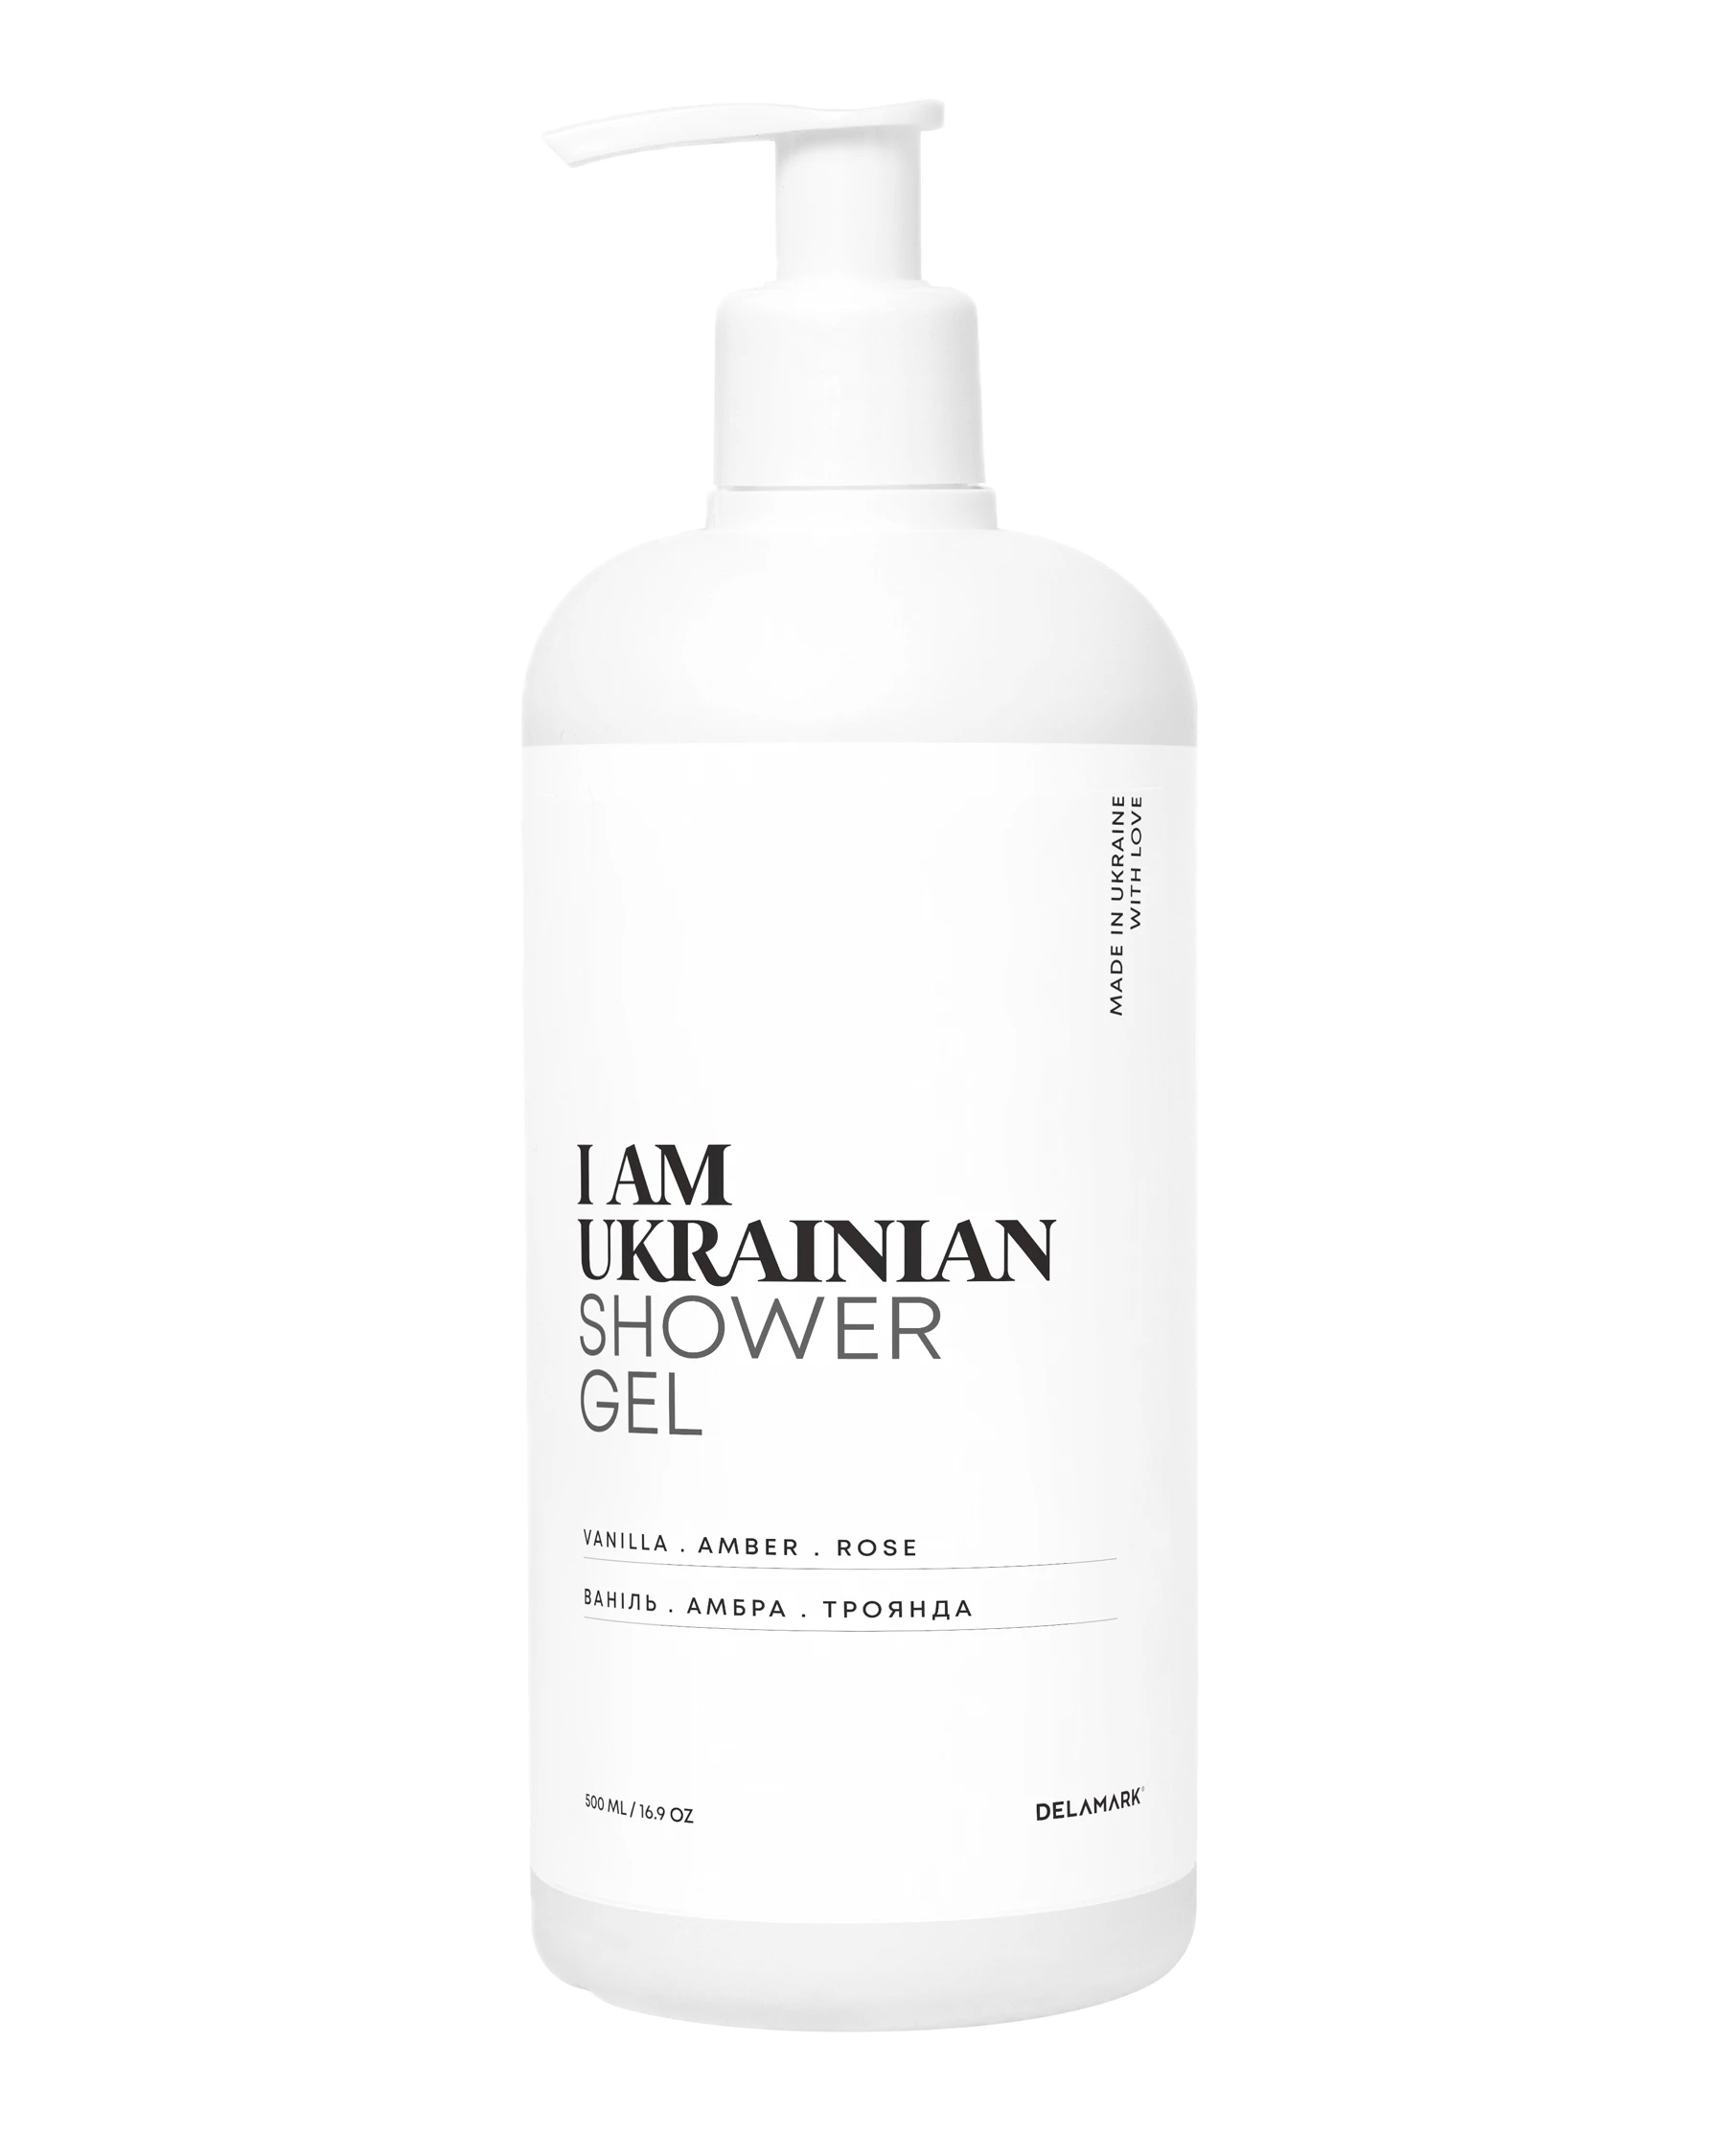 MADE IN UKRAINE
WITH LOVE
I AM
UKRAINIAN
SHOWER
GEL
VANILLA . AMBER . ROSE
ВАНІЛЬ . АМБРА . ТРОЯНДА
500 ML / 16.9 OZ
DELAMARK